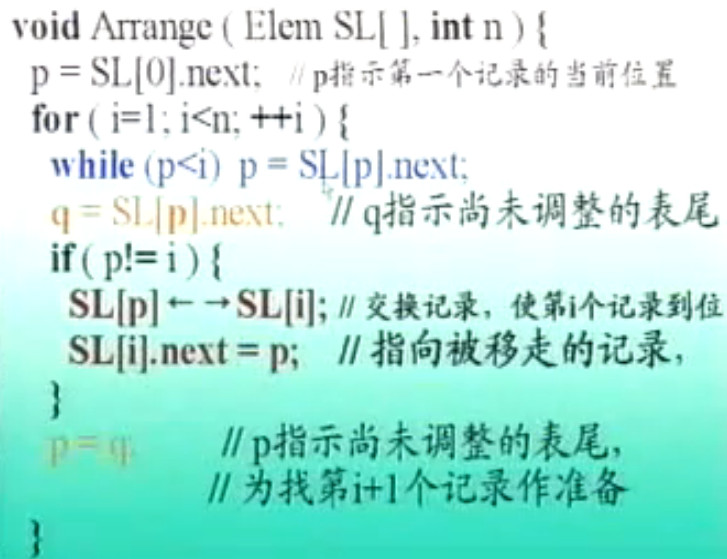 void Arrange ( Elem SL[ ], int n ) {
p = SL[0].next; // p指示第一个记录的当前位置
for ( i=1; i<n; ++i ) {
while (p<i) p = SL[p].next;
q = SL[p].next; // q指示尚未调整的表尾
if ( p!= i ) {
SL[p]←→SL[i]; // 交换记录，使第i个记录到位
SL[i].next = p; // 指向被移走的记录，
}
p = q; // p指示尚未调整的表尾，
// 为找第i+1个记录作准备
}